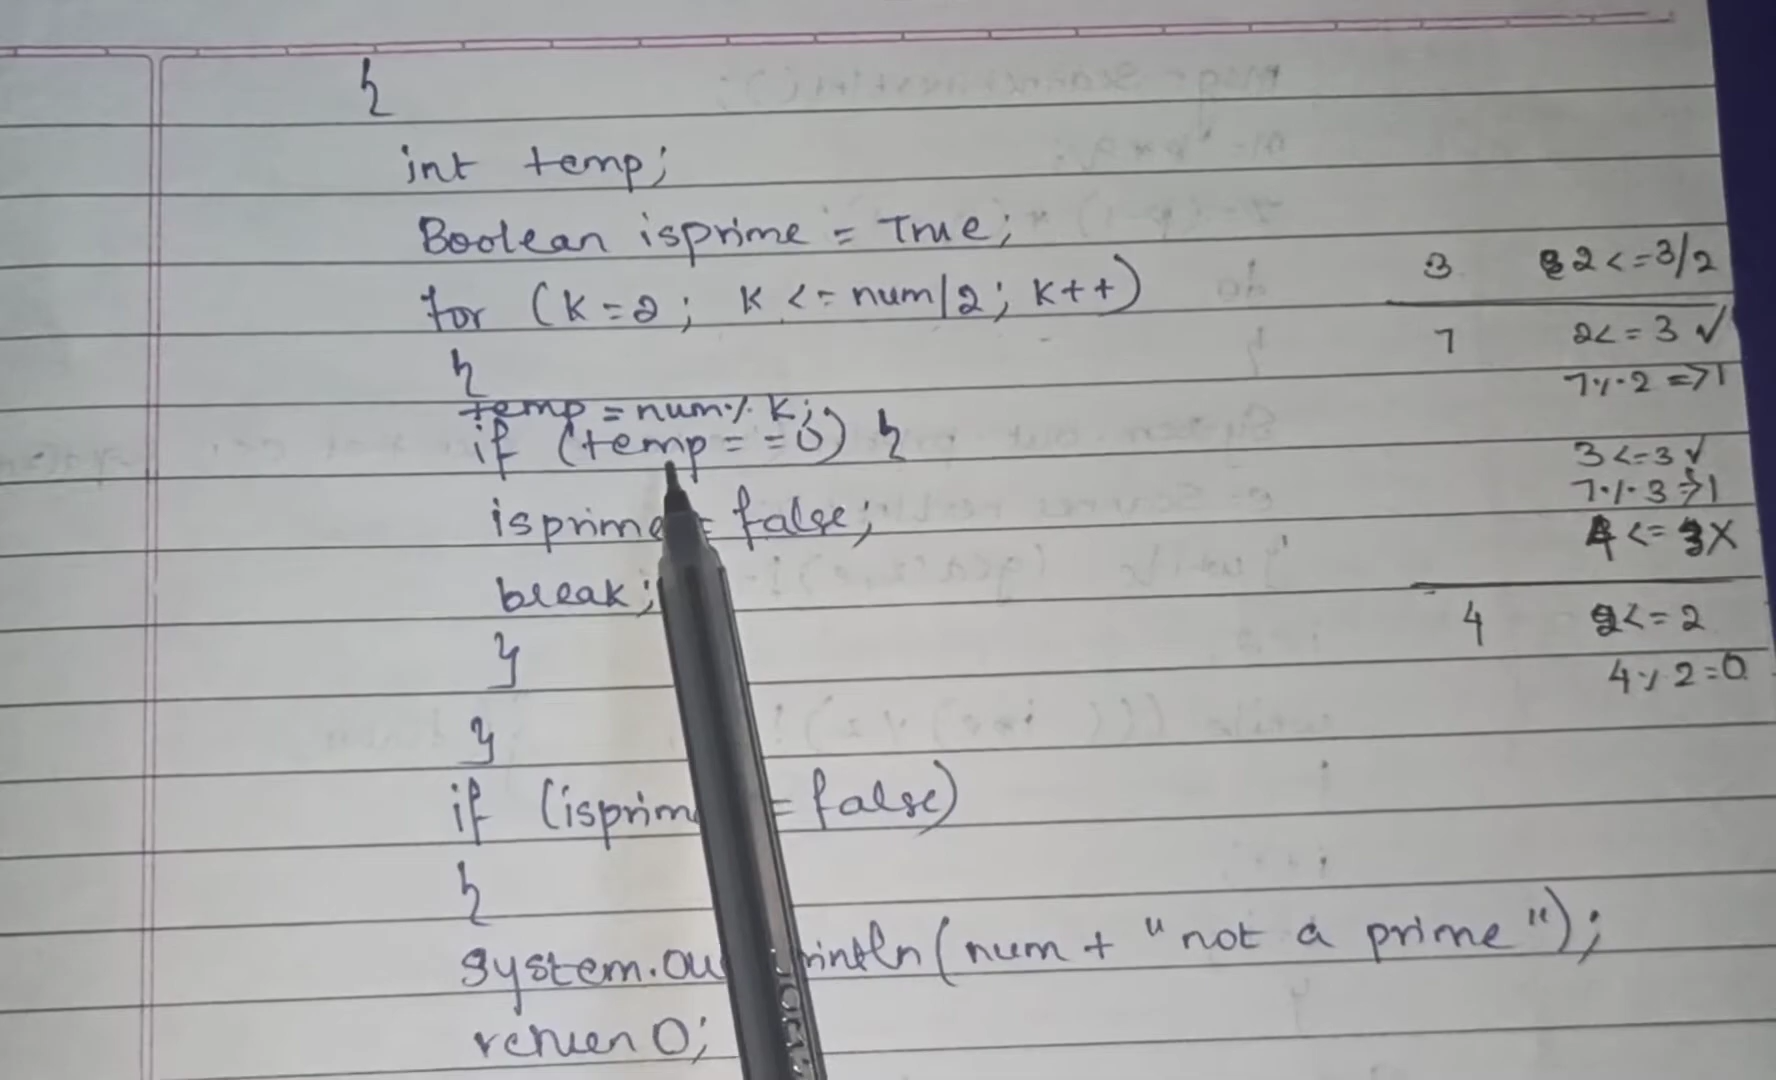 {
int temp;
Boolean isprime = True;
for (K=2; K <= num/2; K++)
{
temp = num % K;
if (temp == 0) {
isprime = false;
break;
}
}
if (isprim = false)
{
System.ou rintln(num + "not a prime");
return 0;
3 2<=3/2
7 2<=3 ✓
7%2 =>1
3<=3 ✓
7%3 =>1
4<=3X
4 2<=2
4%2=0